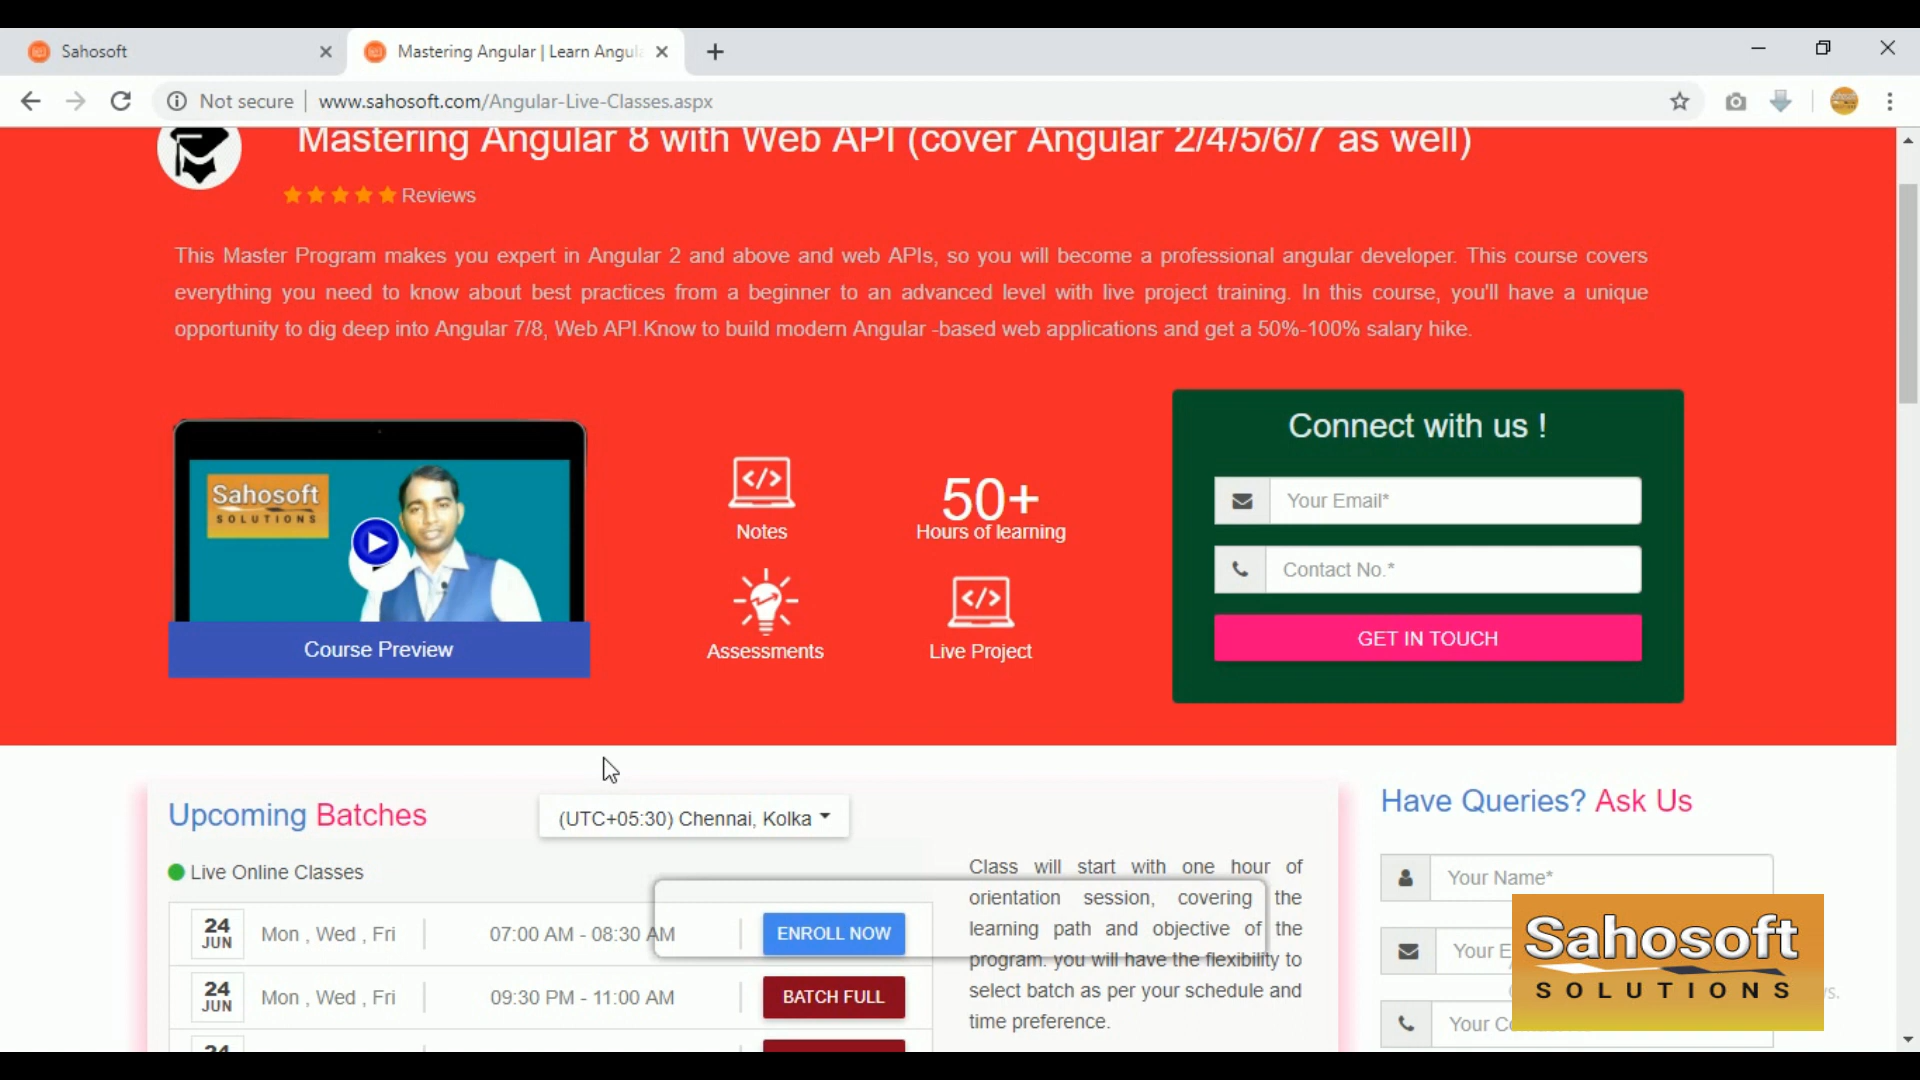 Sahosoft
Mastering Angular | Learn Angul
Not secure
www.sahosoft.com/Angular-Live-Classes.aspx
Mastering Angular 8 with Web API (cover Angular 2/4/5/6/7 as well)
Reviews
This Master Program makes you expert in Angular 2 and above and web APIs, so you will become a professional angular developer. This course covers
everything you need to know about best practices from a beginner to an advanced level with live project training. In this course, you'll have a unique
opportunity to dig deep into Angular 7/8, Web API.Know to build modern Angular -based web applications and get a 50%-100% salary hike.
Sahosoft
SOLUTIONS
Course Preview
</>
Notes
50+
Hours of learning
Assessments
</>
Live Project
Connect with us !
Your Email*
Contact No.*
GET IN TOUCH
Upcoming Batches
(UTC+05:30) Chennai, Kolka
Live Online Classes
24
JUN
Mon , Wed , Fri
07:00 AM - 08:30 AM
ENROLL NOW
24
JUN
Mon , Wed , Fri
09:30 PM - 11:00 AM
BATCH FULL
24
Class will start with one hour of
orientation session, covering the
learning path and objective of the
program. you will have the flexibility to
select batch as per your schedule and
time preference.
Have Queries? Ask Us
Your Name*
Your E
Your Co
Sahosoft
SOLUTIONS